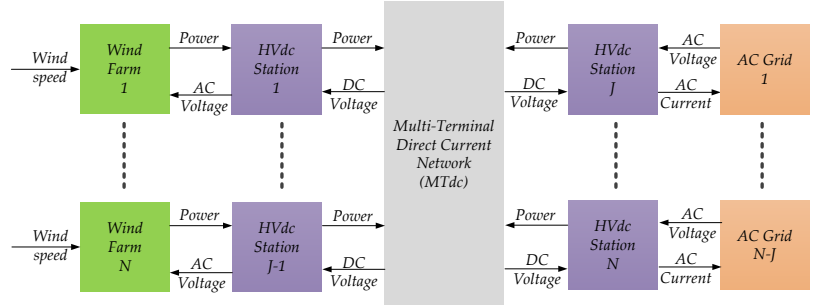 Wind
speed
Wind
Farm
1
Power
AC
Voltage
HVdc
Station
1
Power
DC
Voltage
Multi-Terminal
Direct Current
Network
(MTdc)
Power
DC
Voltage
HVdc
Station
J
AC
Voltage
AC
Current
AC Grid
1
Wind
speed
Wind
Farm
N
Power
AC
Voltage
HVdc
Station
J-1
Power
DC
Voltage
Power
DC
Voltage
HVdc
Station
N
AC
Voltage
AC
Current
AC Grid
N-J